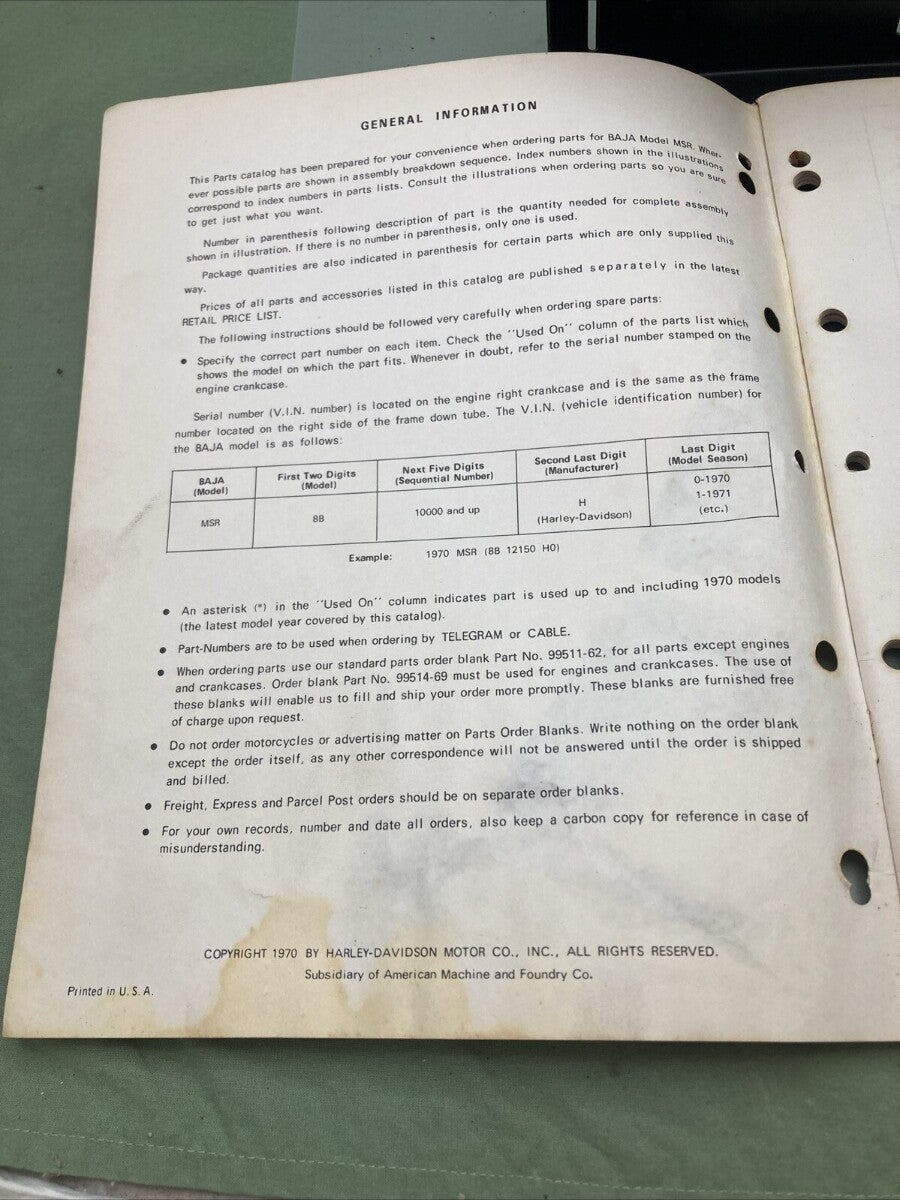 GENERAL INFORMATION
This Parts catalog has been prepared for your convenience when ordering parts for BAJA Model MSR. Wher-
ever possible parts are shown in assembly breakdown sequence. Index numbers shown in the illustrations
correspond to index numbers in parts lists. Consult the illustrations when ordering parts so you are sure
to get just what you want.
Number in parenthesis following description of part is the quantity needed for complete assembly
shown in illustration. If there is no number in parenthesis, only one is used.
Package quantities are also indicated in parenthesis for certain parts which are only supplied this
way.
Prices of all parts and accessories listed in this catalog are published separately in the latest
RETAIL PRICE LIST.
The following instructions should be followed very carefully when ordering spare parts:
● Specify the correct part number on each item. Check the ''Used On'' column of the parts list which
shows the model on which the part fits. Whenever in doubt, refer to the serial number stamped on the
engine crankcase.
Serial number (V.I.N. number) is located on the engine right crankcase and is the same as the frame
number located on the right side of the frame down tube. The V.I.N. (vehicle identification number) for
the BAJA model is as follows:
BAJA
(Model)
First Two Digits
(Model)
Next Five Digits
(Sequential Number)
Second Last Digit
(Manufacturer)
Last Digit
(Model Season)
MSR
8B
10000 and up
H
(Harley-Davidson)
0-1970
1-1971
(etc.)
Example: 1970 MSR (8B 12150 H0)
● An asterisk (*) in the ''Used On'' column indicates part is used up to and including 1970 models
(the latest model year covered by this catalog).
● Part-Numbers are to be used when ordering by TELEGRAM or CABLE.
● When ordering parts use our standard parts order blank Part No. 99511-62, for all parts except engines
and crankcases. Order blank Part No. 99514-69 must be used for engines and crankcases. The use of
these blanks will enable us to fill and ship your order more promptly. These blanks are furnished free
of charge upon request.
● Do not order motorcycles or advertising matter on Parts Order Blanks. Write nothing on the order blank
except the order itself, as any other correspondence will not be answered until the order is shipped
and billed.
● Freight, Express and Parcel Post orders should be on separate order blanks.
● For your own records, number and date all orders, also keep a carbon copy for reference in case of
misunderstanding.
COPYRIGHT 1970 BY HARLEY-DAVIDSON MOTOR CO., INC., ALL RIGHTS RESERVED.
Subsidiary of American Machine and Foundry Co.
Printed in U. S. A.